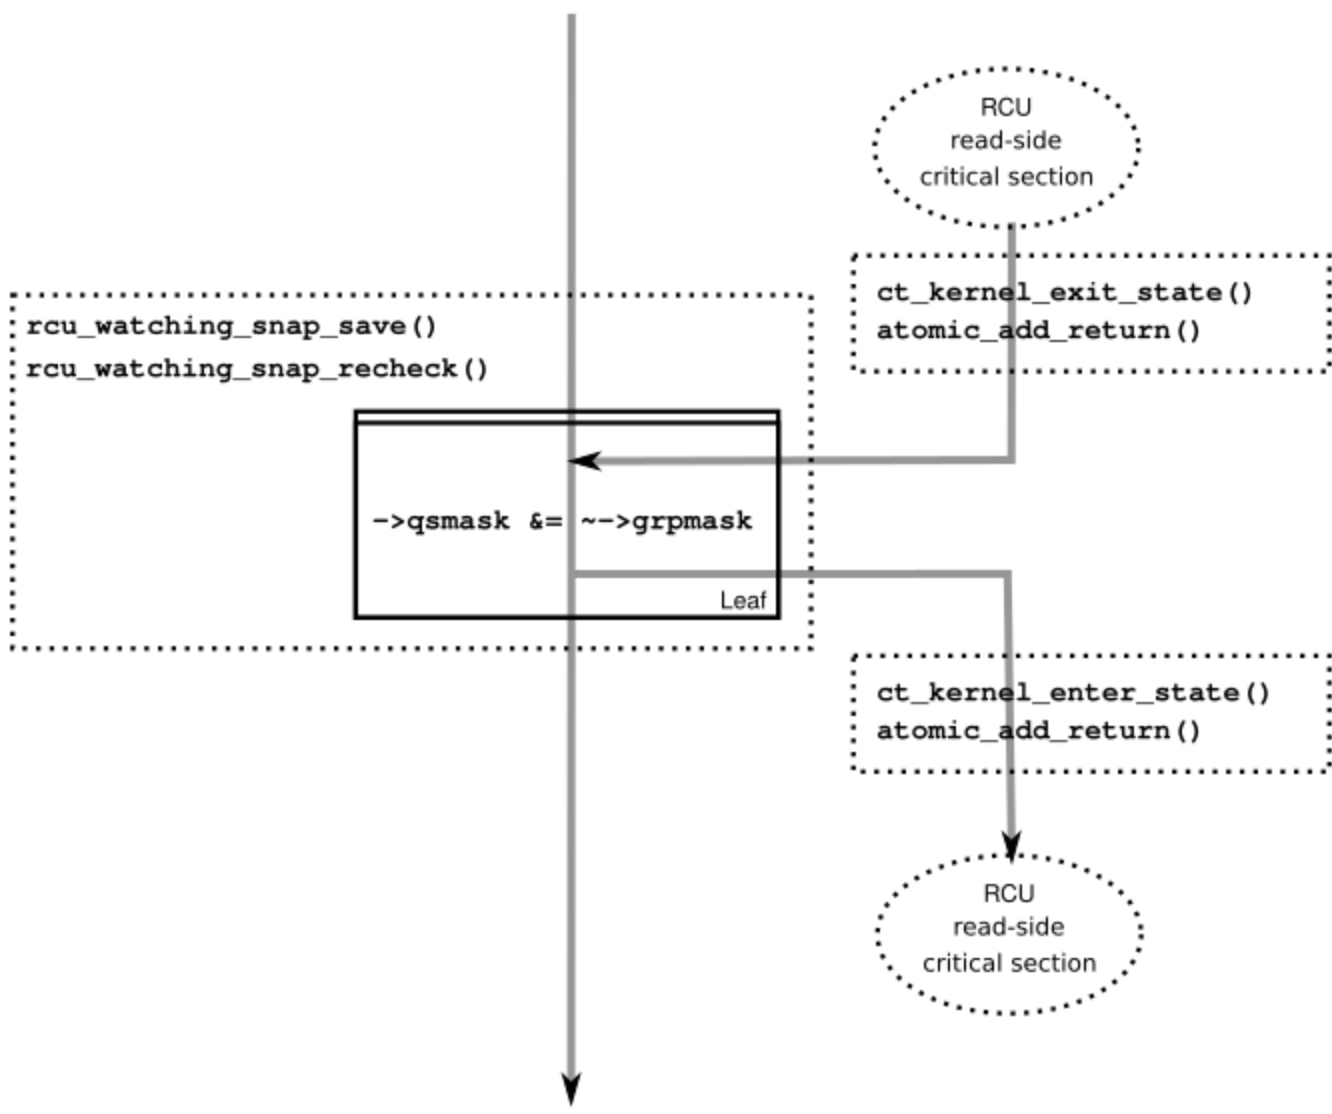 RCU
read-side
critical section
ct_kernel_exit_state()
atomic_add_return()
rcu_watching_snap_save()
rcu_watching_snap_recheck()
->qsmask &= ~->grpmask
Leaf
ct_kernel_enter_state()
atomic_add_return()
RCU
read-side
critical section